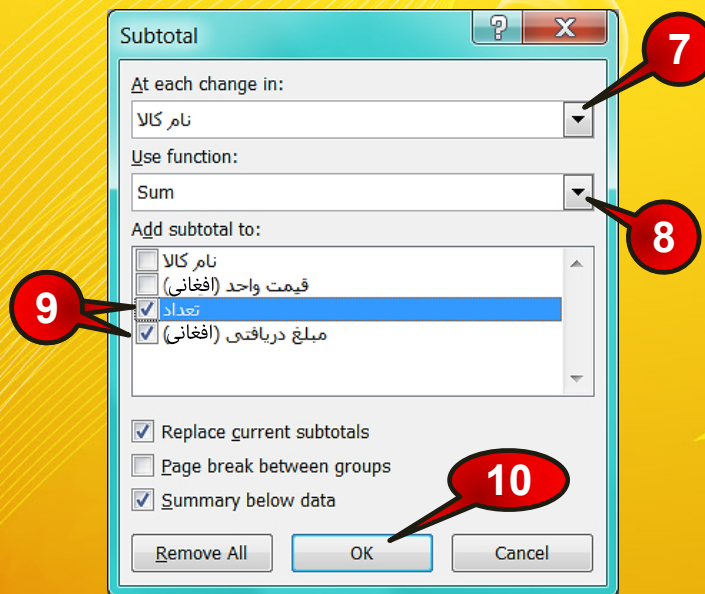 Subtotal
7
At each change in:
نام کالا
Use function:
Sum
8
Add subtotal to:
نام کالا
قیمت واحد (افغانی)
9
تعداد
مبلغ دریافتی (افغانی)
Replace current subtotals
Page break between groups
10
Summary below data
Remove All OK Cancel